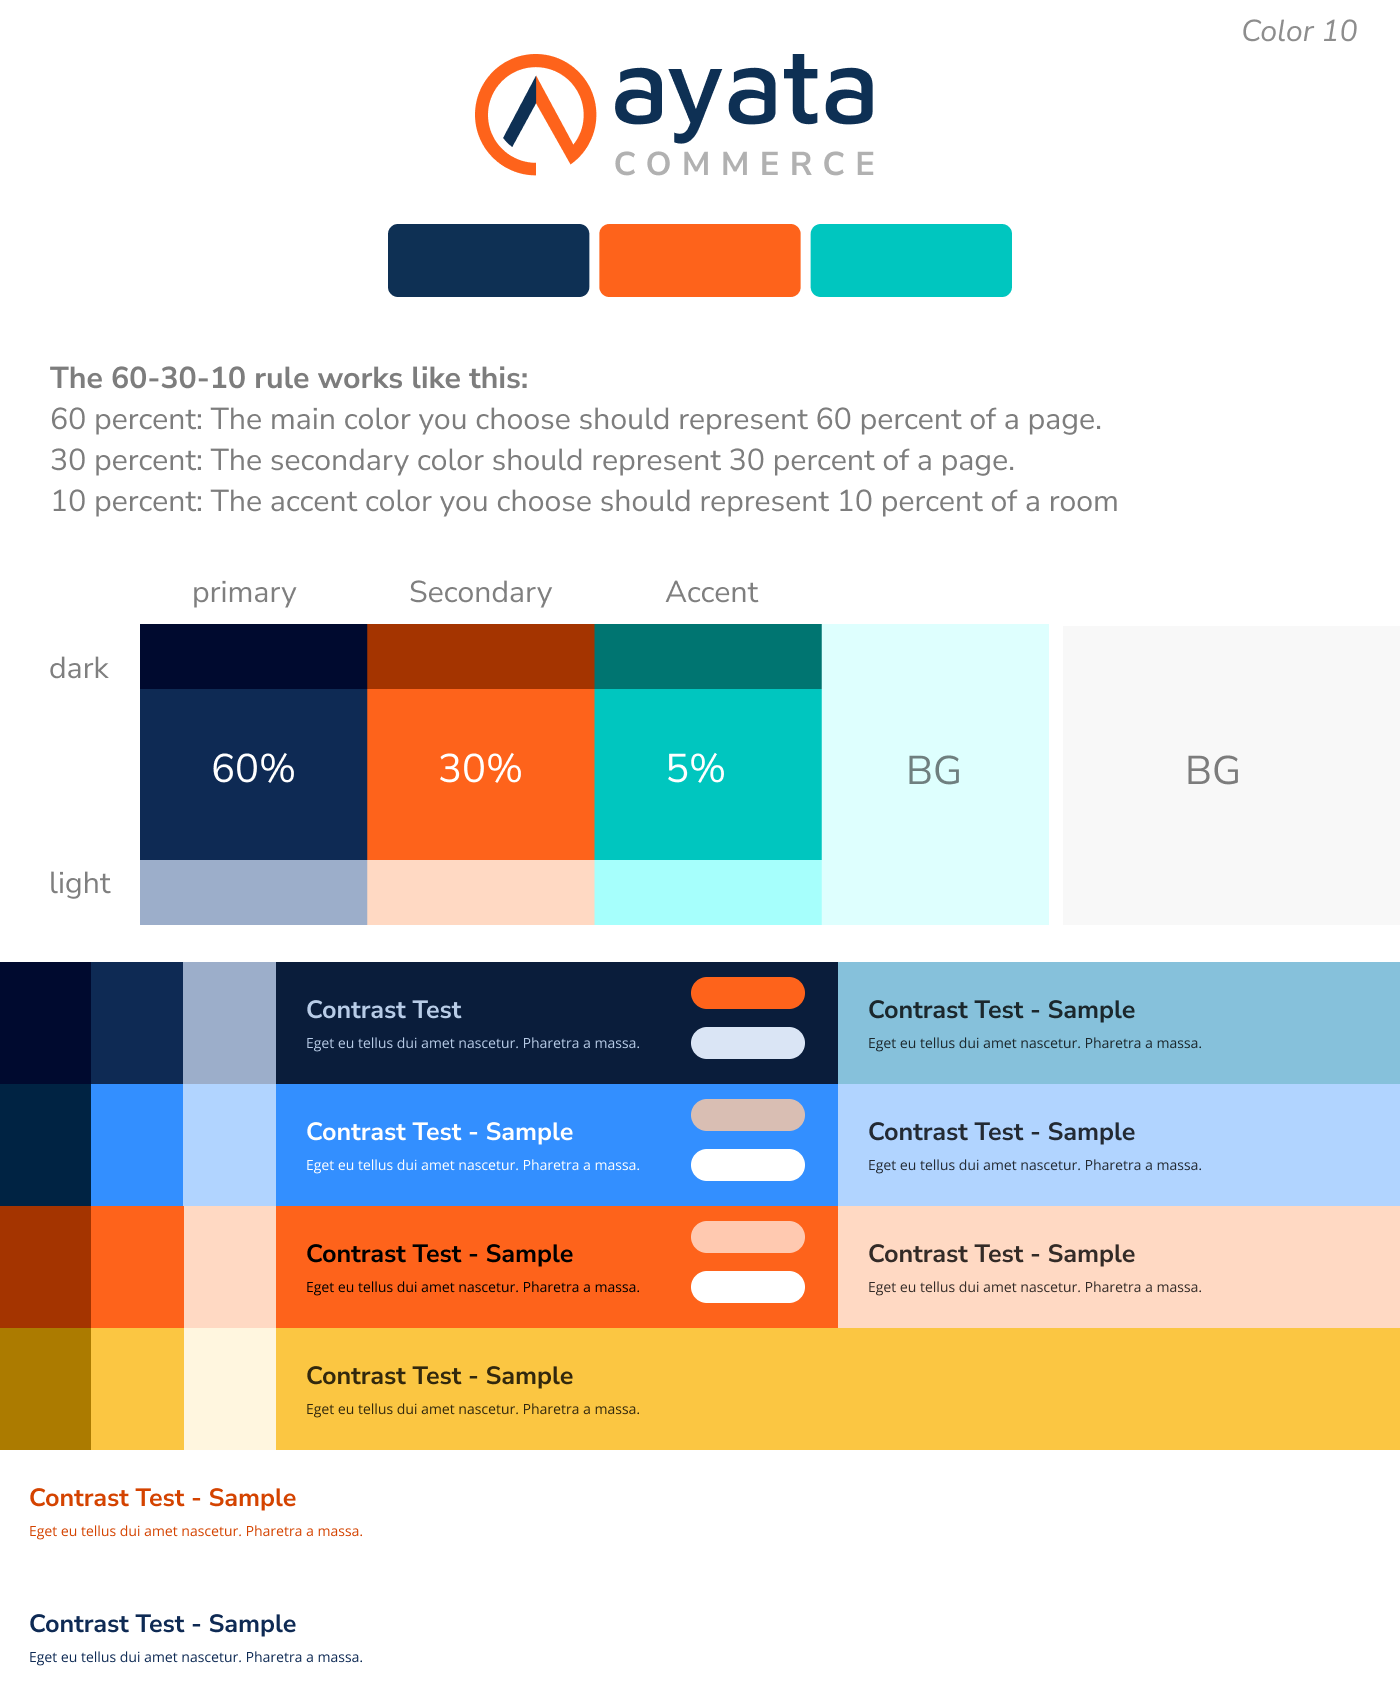 Color 10
ayata
COMMERCE
The 60-30-10 rule works like this:
60 percent: The main color you choose should represent 60 percent of a page.
30 percent: The secondary color should represent 30 percent of a page.
10 percent: The accent color you choose should represent 10 percent of a room
primary Secondary Accent
dark
60% 30% 5% BG BG
light
Contrast Test
Eget eu tellus dui amet nascetur. Pharetra a massa.
Contrast Test - Sample
Eget eu tellus dui amet nascetur. Pharetra a massa.
Contrast Test - Sample
Eget eu tellus dui amet nascetur. Pharetra a massa.
Contrast Test - Sample
Eget eu tellus dui amet nascetur. Pharetra a massa.
Contrast Test - Sample
Eget eu tellus dui amet nascetur. Pharetra a massa.
Contrast Test - Sample
Eget eu tellus dui amet nascetur. Pharetra a massa.
Contrast Test - Sample
Eget eu tellus dui amet nascetur. Pharetra a massa.
Contrast Test - Sample
Eget eu tellus dui amet nascetur. Pharetra a massa.
Contrast Test - Sample
Eget eu tellus dui amet nascetur. Pharetra a massa.